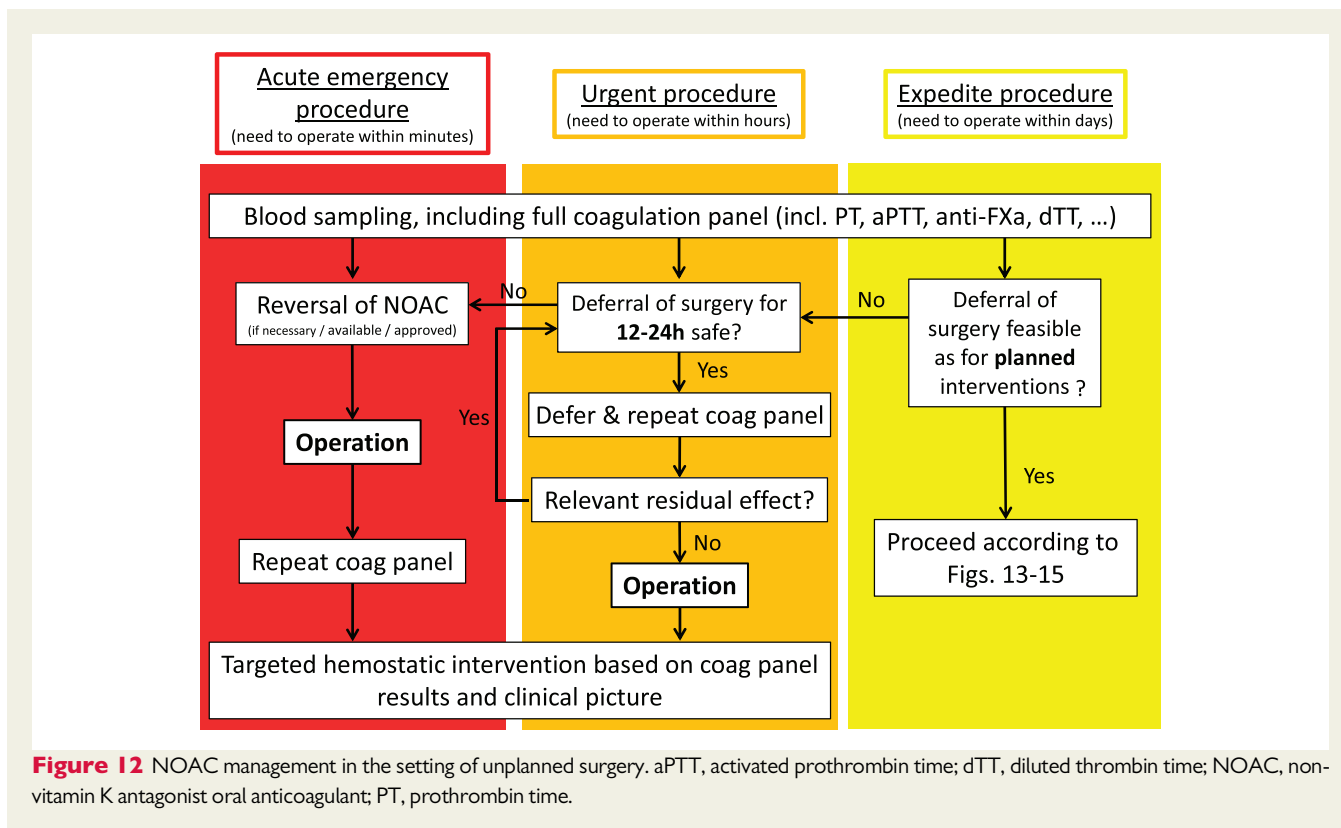 Acute emergency
procedure
(need to operate within minutes)
Urgent procedure
(need to operate within hours)
Expedite procedure
(need to operate within days)
Blood sampling, including full coagulation panel (incl. PT, aPTT, anti-FXa, dTT, ...)
Reversal of NOAC
(if necessary / available / approved)
No
Deferral of surgery for
12-24h safe?
No
Deferral of
surgery feasible
as for planned
interventions ?
Yes
Yes
Defer & repeat coag panel
Operation
Yes
Relevant residual effect?
No
Repeat coag panel
Operation
Proceed according to
Figs. 13-15
Targeted hemostatic intervention based on coag panel
results and clinical picture
Figure 12 NOAC management in the setting of unplanned surgery. aPTT, activated prothrombin time; dTT, diluted thrombin time; NOAC, non-
vitamin K antagonist oral anticoagulant; PT, prothrombin time.